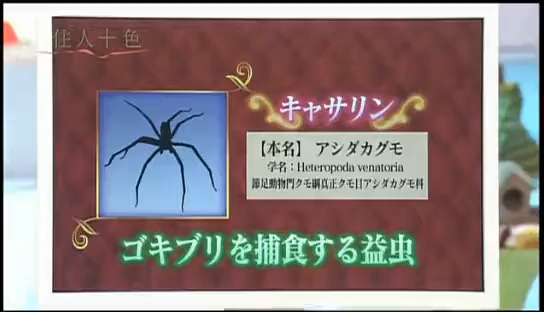 住人十色
キャサリン
【本名】 アシダカグモ
学名：Heteropoda venatoria
節足動物門クモ綱真正クモ目アシダカグモ科
ゴキブリを捕食する益虫